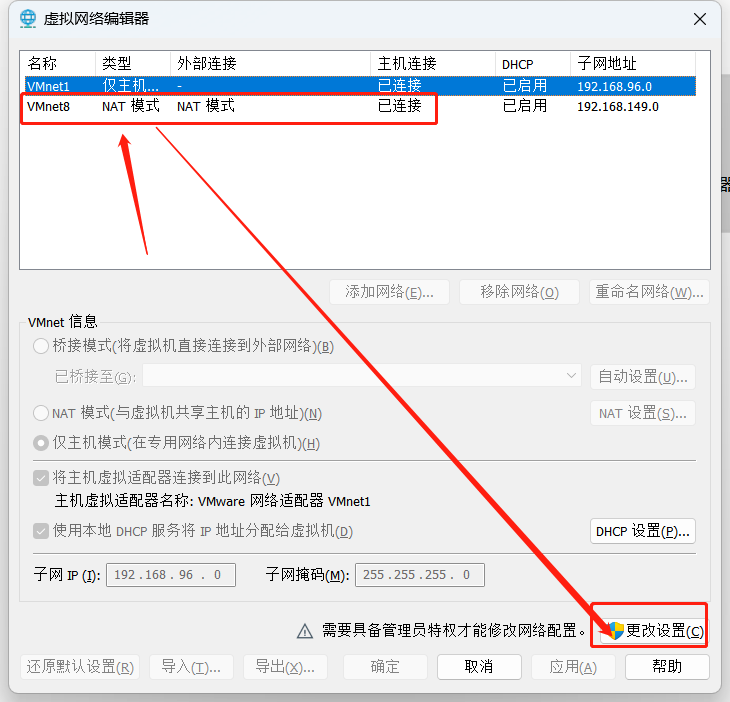 虚拟网络编辑器
名称 类型 外部连接 主机连接 DHCP 子网地址
VMnet1 仅主机... - 已连接 已启用 192.168.96.0
VMnet8 NAT 模式 NAT 模式 已连接 已启用 192.168.149.0
器
添加网络(E)... 移除网络(O) 重命名网络(W)...
VMnet 信息
桥接模式(将虚拟机直接连接到外部网络)(B)
已桥接至(G): 自动设置(U)...
NAT 模式(与虚拟机共享主机的 IP 地址)(N) NAT 设置(S)...
仅主机模式(在专用网络内连接虚拟机)(H)
将主机虚拟适配器连接到此网络(V)
主机虚拟适配器名称: VMware 网络适配器 VMnet1
使用本地 DHCP 服务将 IP 地址分配给虚拟机(D) DHCP 设置(P)...
子网 IP (I): 192.168.96.0 子网掩码(M): 255.255.255.0
需要具备管理员特权才能修改网络配置。 更改设置(C)
还原默认设置(R) 导入(T)... 导出(X)... 确定 取消 应用(A) 帮助